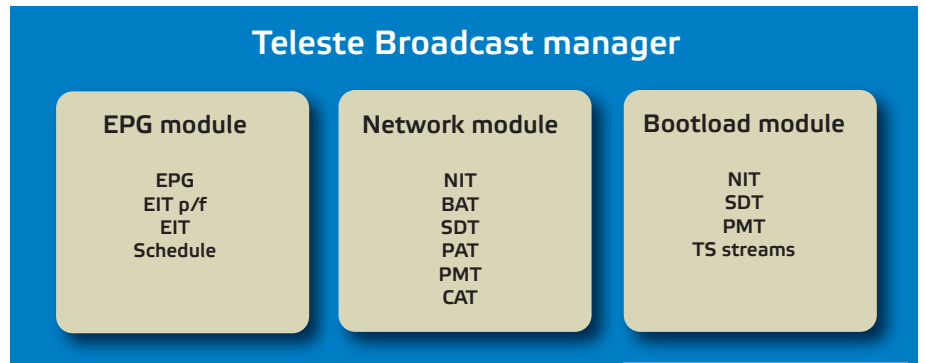 Teleste Broadcast manager
EPG module
EPG
EIT p/f
EIT
Schedule
Network module
NIT
BAT
SDT
PAT
PMT
CAT
Bootload module
NIT
SDT
PMT
TS streams